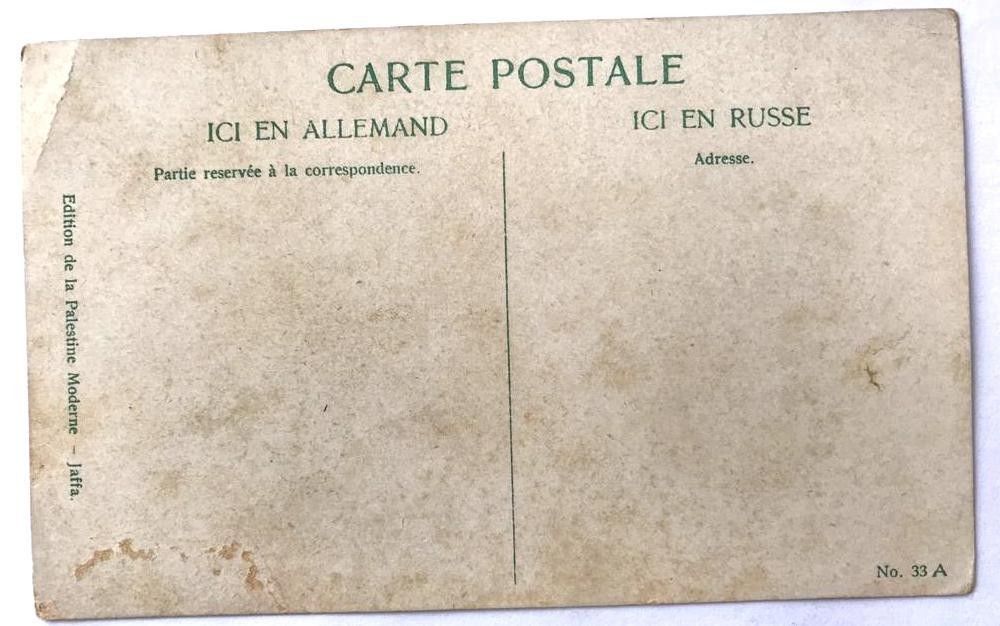 CARTE POSTALE
ICI EN ALLEMAND
Partie reservée à la correspondence.
ICI EN RUSSE
Adresse.
Edition de la Palestine Moderne – Jaffa.
No. 33 A